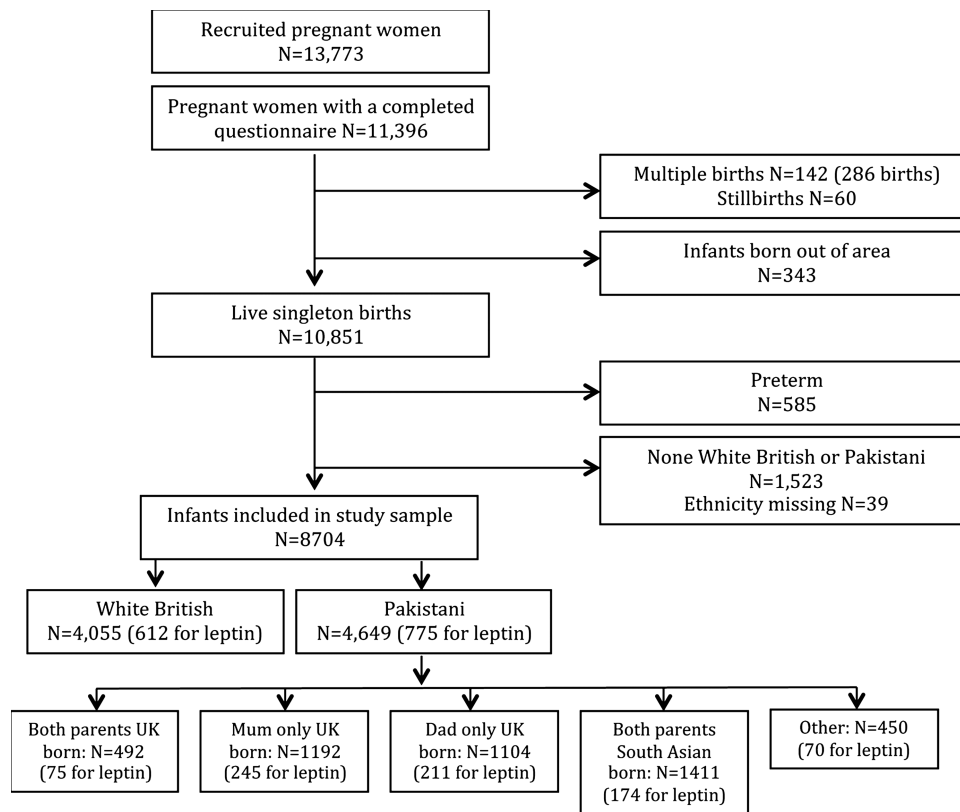 Recruited pregnant women
N=13,773
Pregnant women with a completed
questionnaire N=11,396
Multiple births N=142 (286 births)
Stillbirths N=60
Infants born out of area
N=343
Live singleton births
N=10,851
Preterm
N=585
None White British or Pakistani
N=1,523
Ethnicity missing N=39
Infants included in study sample
N=8704
White British
N=4,055 (612 for leptin)
Pakistani
N=4,649 (775 for leptin)
Both parents UK
born: N=492
(75 for leptin)
Mum only UK
born: N=1192
(245 for leptin)
Dad only UK
born: N=1104
(211 for leptin)
Both parents
South Asian
born: N=1411
(174 for leptin)
Other: N=450
(70 for leptin)